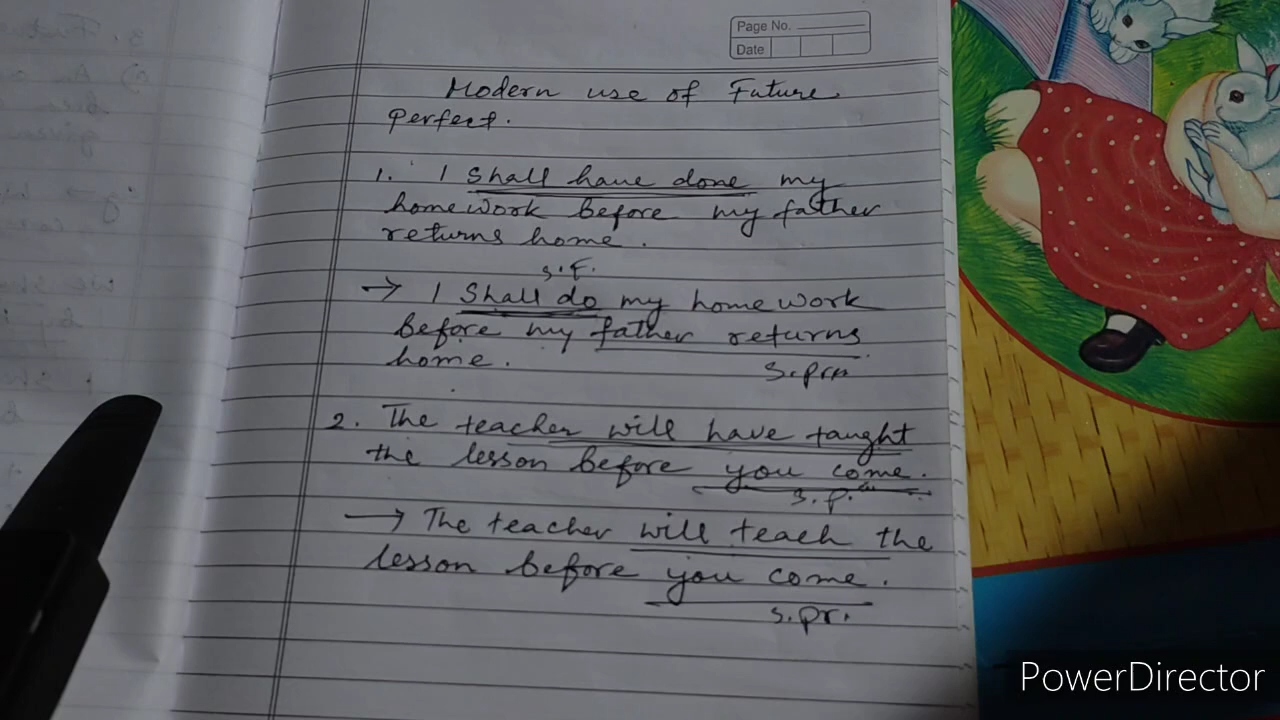 Page No.
Date
Modern use of Future.
Perfect.
1. I shall have done my
homework before my father
returns home.
S.F.
→ I shall do my homework
before my father returns
home.
S.prn
2. The teacher will have taught
the lesson before you come.
S.P.
→ The teacher will teach the
lesson before you come.
S.pr.
PowerDirector